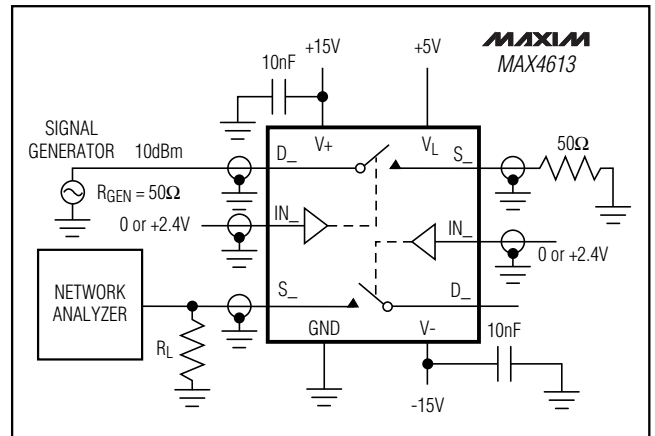 +15V
+5V
MAXIM
MAX4613
10nF
SIGNAL
GENERATOR
10dBm
D_
V+
VL
S_
50Ω
RGEN = 50Ω
IN_
IN_
0 or +2.4V
0 or +2.4V
NETWORK
ANALYZER
S_
D_
RL
GND
V-
10nF
-15V